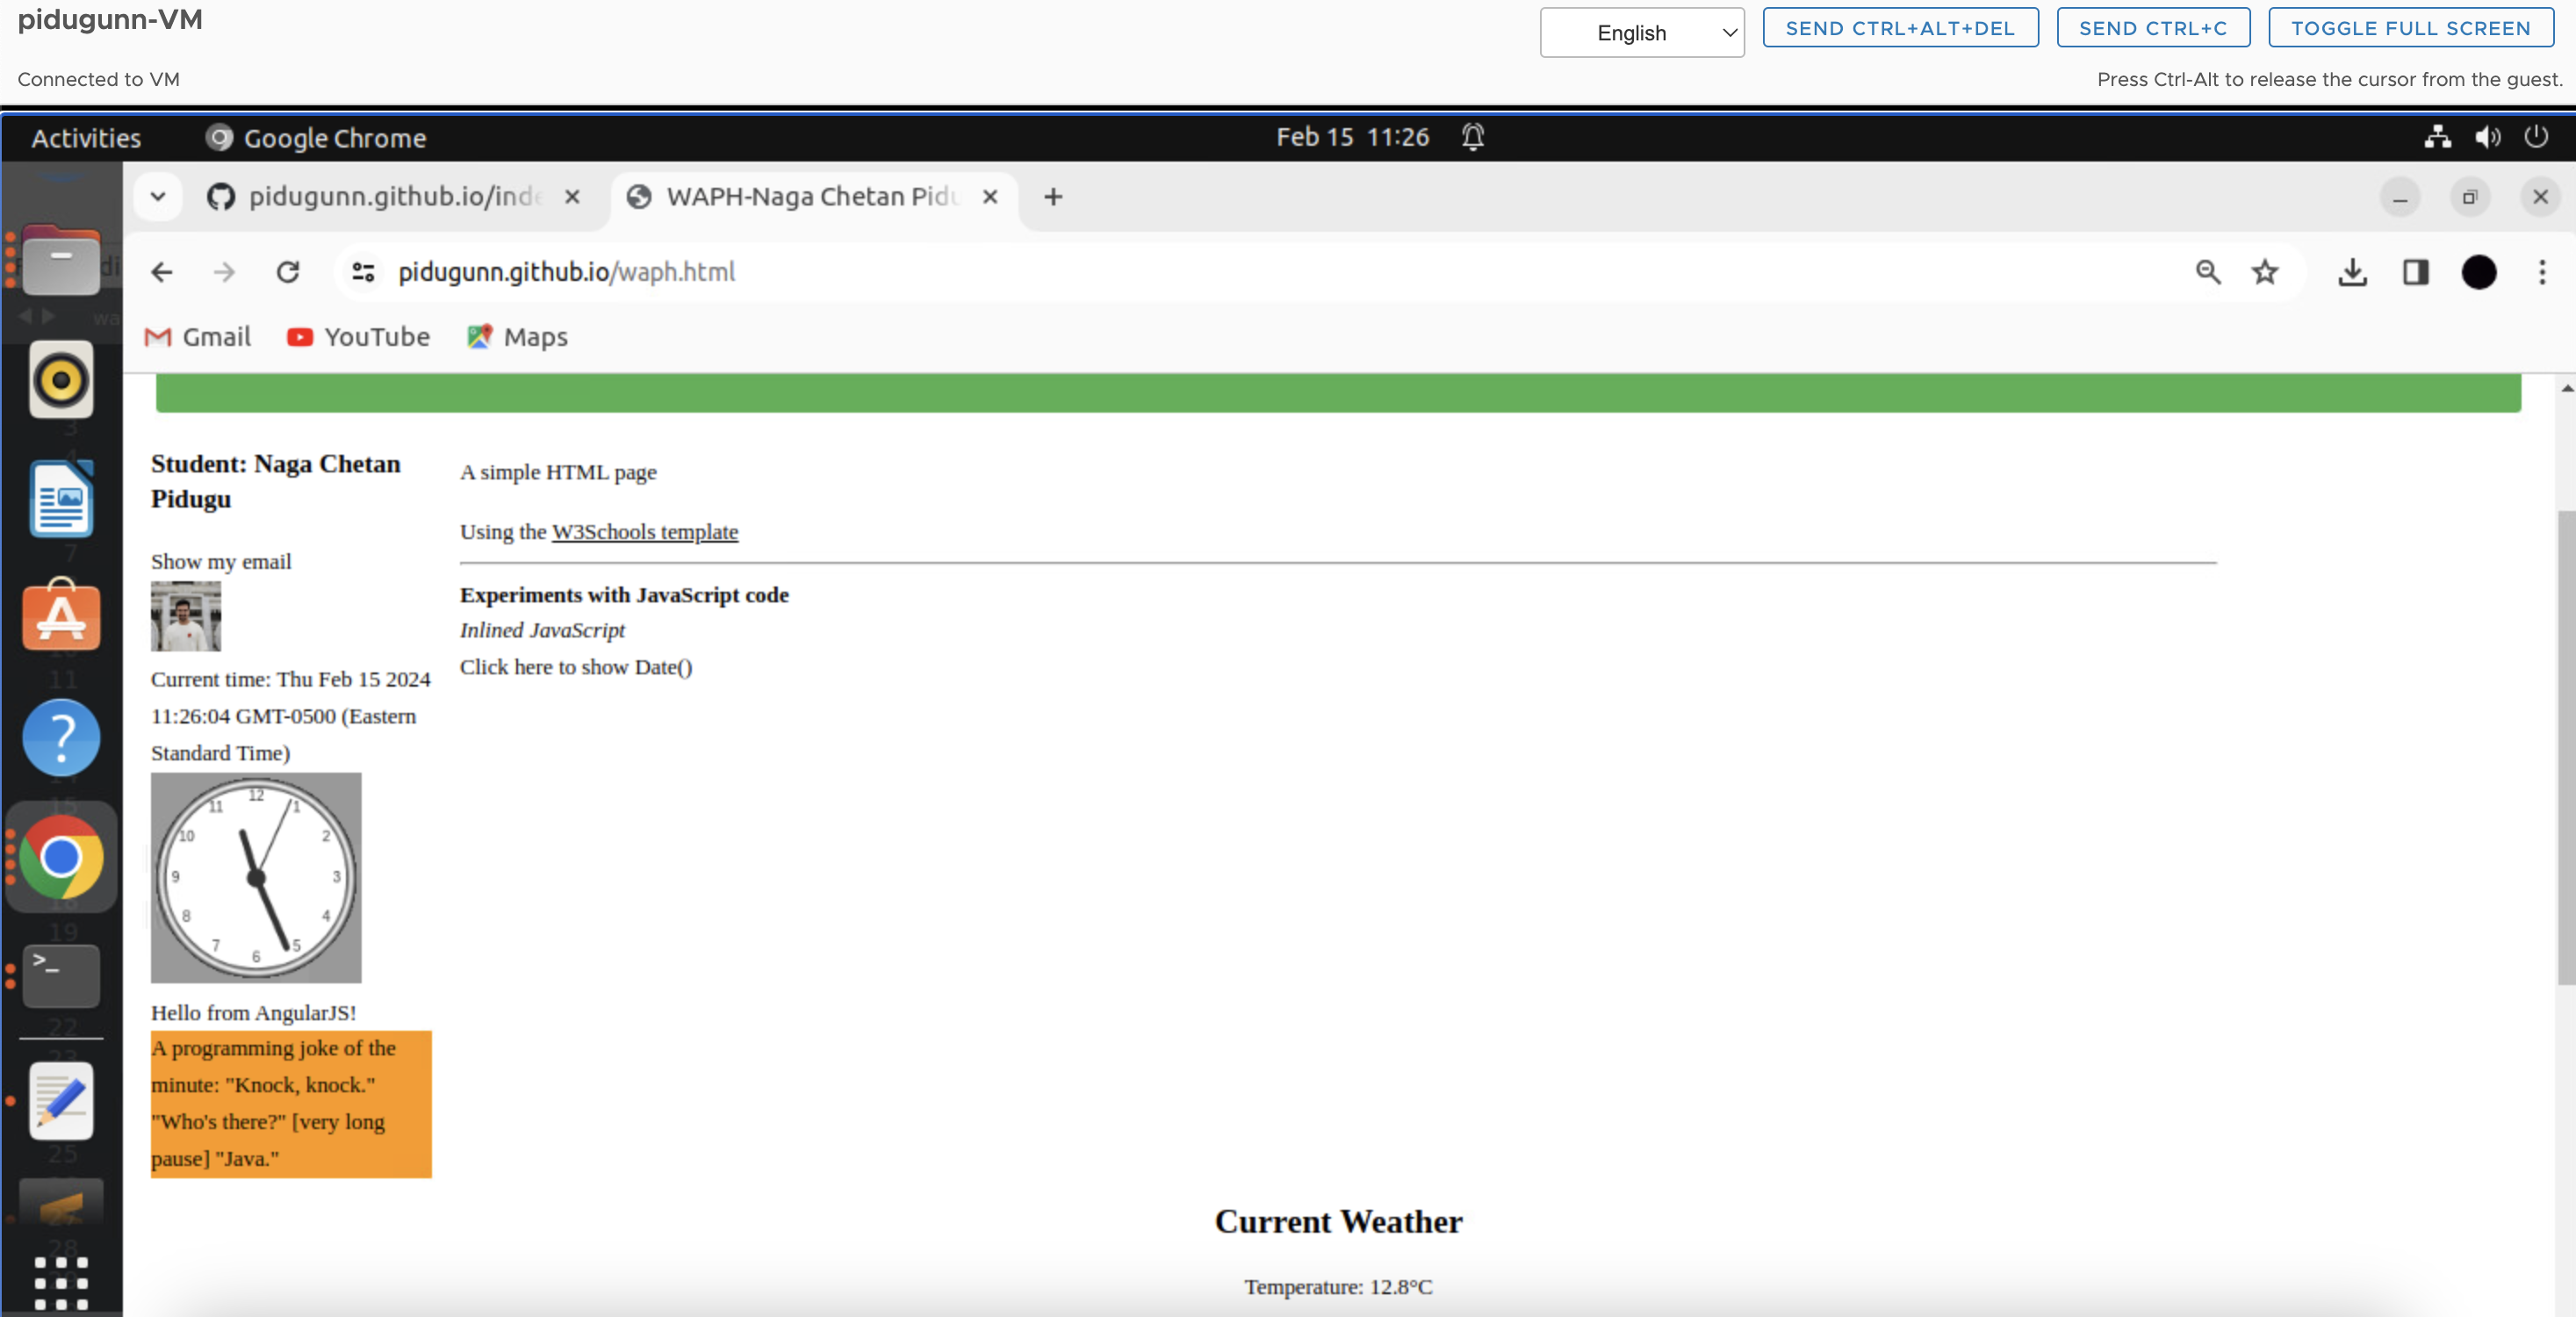 pidugunn-VM
English
SEND CTRL+ALT+DEL
SEND CTRL+C
TOGGLE FULL SCREEN
Connected to VM
Press Ctrl-Alt to release the cursor from the guest.
Activities
Google Chrome
Feb 15 11:26
pidugunn.github.io/inde
WAPH-Naga Chetan Pidu
pidugunn.github.io/waph.html
Gmail
YouTube
Maps
Student: Naga Chetan
Pidugu
Show my email
Current time: Thu Feb 15 2024
11:26:04 GMT-0500 (Eastern
Standard Time)
12
1
2
3
4
5
6
7
8
9
10
11
Hello from AngularJS!
A programming joke of the
minute: "Knock, knock."
"Who's there?" [very long
pause] "Java."
A simple HTML page
Using the W3Schools template
Experiments with JavaScript code
Inlined JavaScript
Click here to show Date()
Current Weather
Temperature: 12.8°C